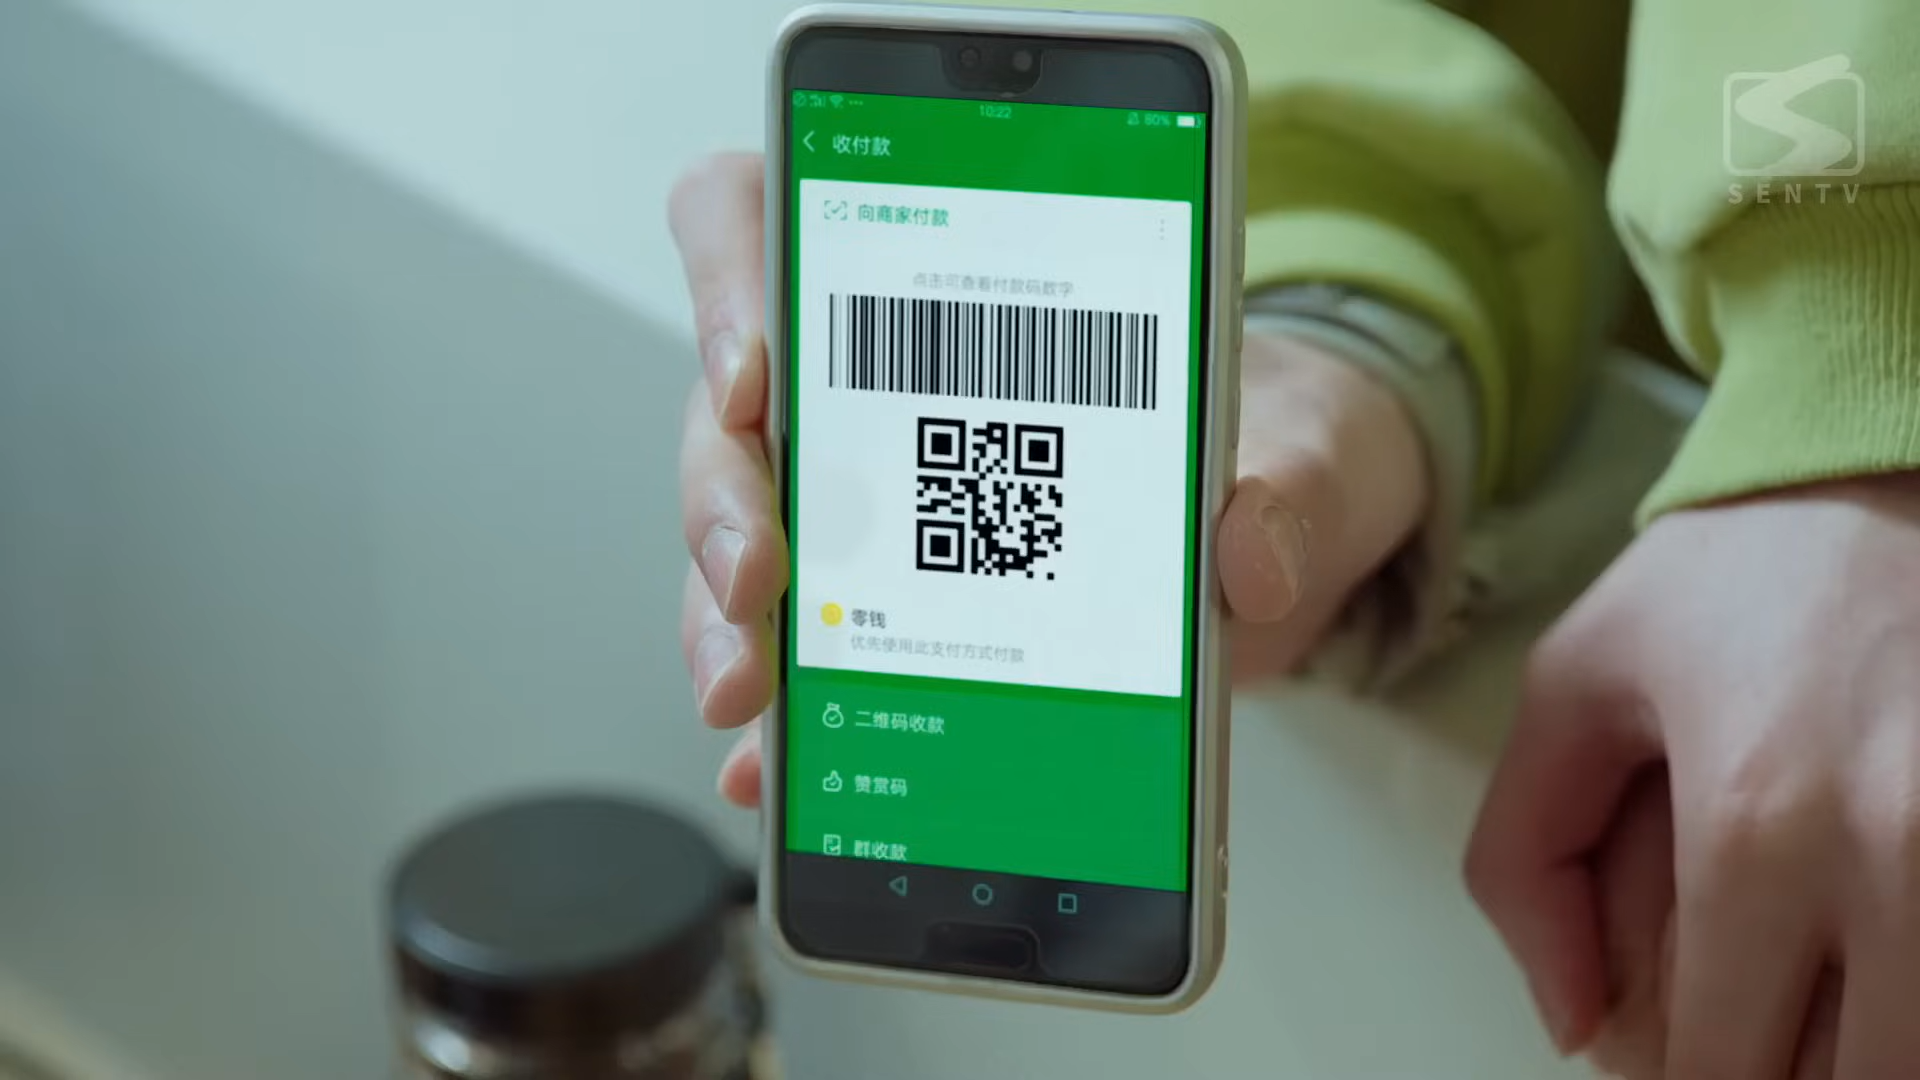 10:22
80%
收付款
向商家付款
点击可查看付款码数字
零钱
优先使用此支付方式付款
二维码收款
赞赏码
群收款
SENTV